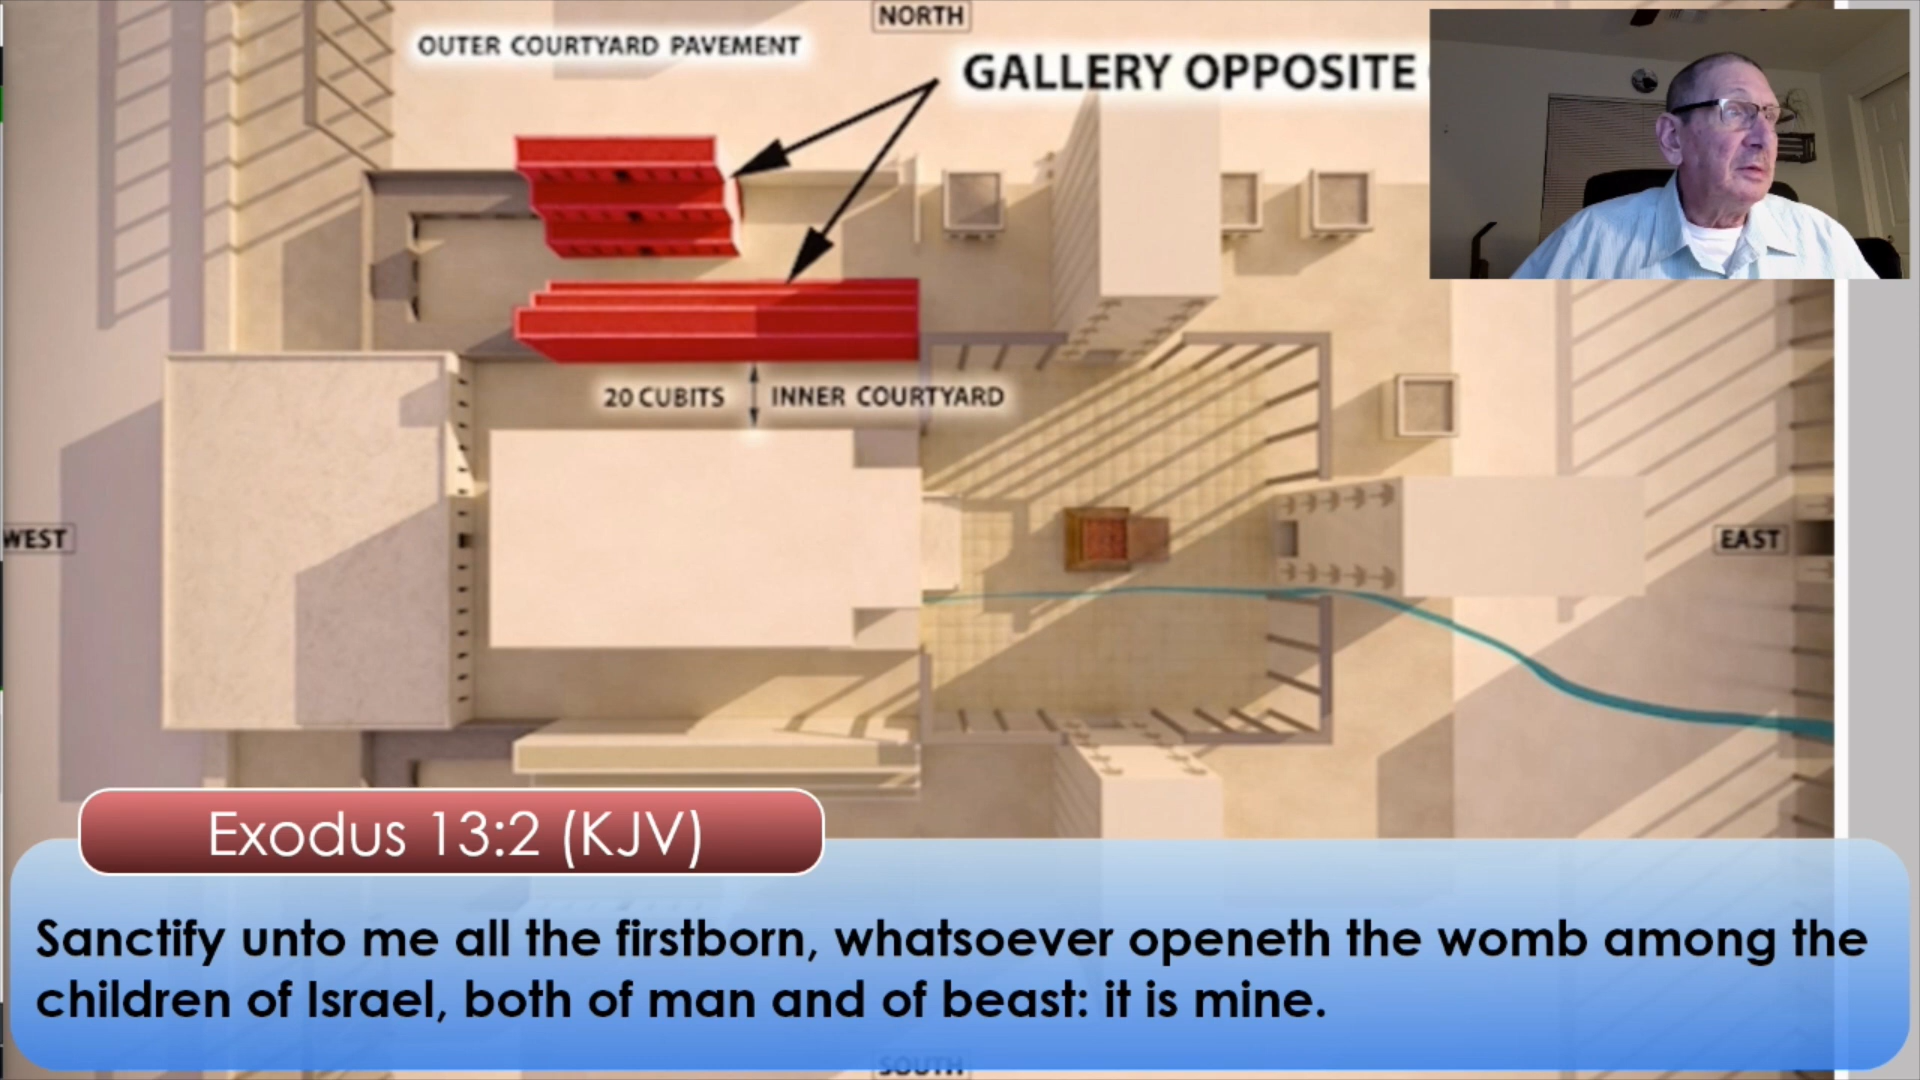 NORTH
OUTER COURTYARD PAVEMENT
GALLERY OPPOSITE
20 CUBITS
INNER COURTYARD
WEST
EAST
Exodus 13:2 (KJV)
Sanctify unto me all the firstborn, whatsoever openeth the womb among the
children of Israel, both of man and of beast: it is mine.
SOUTH